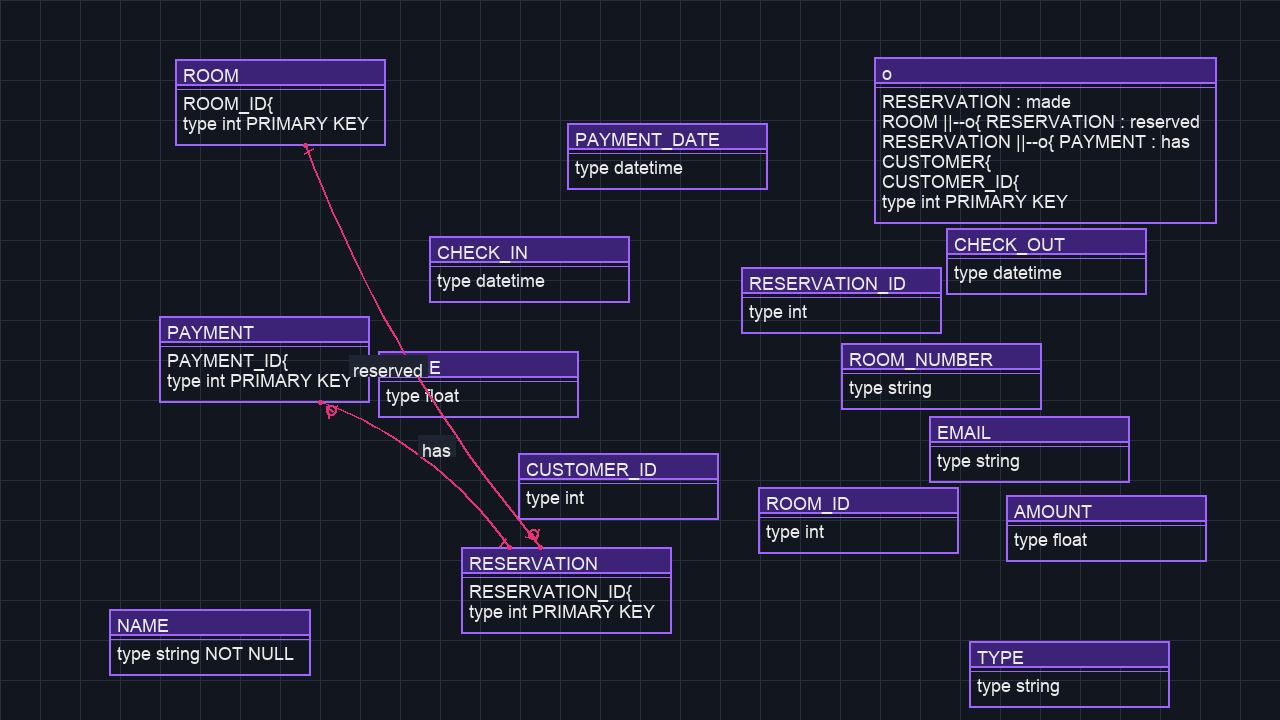 ROOM
ROOM_ID{
type int PRIMARY KEY
o
RESERVATION : made
ROOM ||--o{ RESERVATION : reserved
RESERVATION ||--o{ PAYMENT : has
CUSTOMER{
CUSTOMER_ID{
type int PRIMARY KEY
PAYMENT_DATE
type datetime
CHECK_IN
type datetime
CHECK_OUT
type datetime
RESERVATION_ID
type int
PAYMENT
PAYMENT_ID{
type int PRIMARY KEY
reserved
E
type float
ROOM_NUMBER
type string
EMAIL
type string
has
CUSTOMER_ID
type int
ROOM_ID
type int
AMOUNT
type float
RESERVATION
RESERVATION_ID{
type int PRIMARY KEY
NAME
type string NOT NULL
TYPE
type string